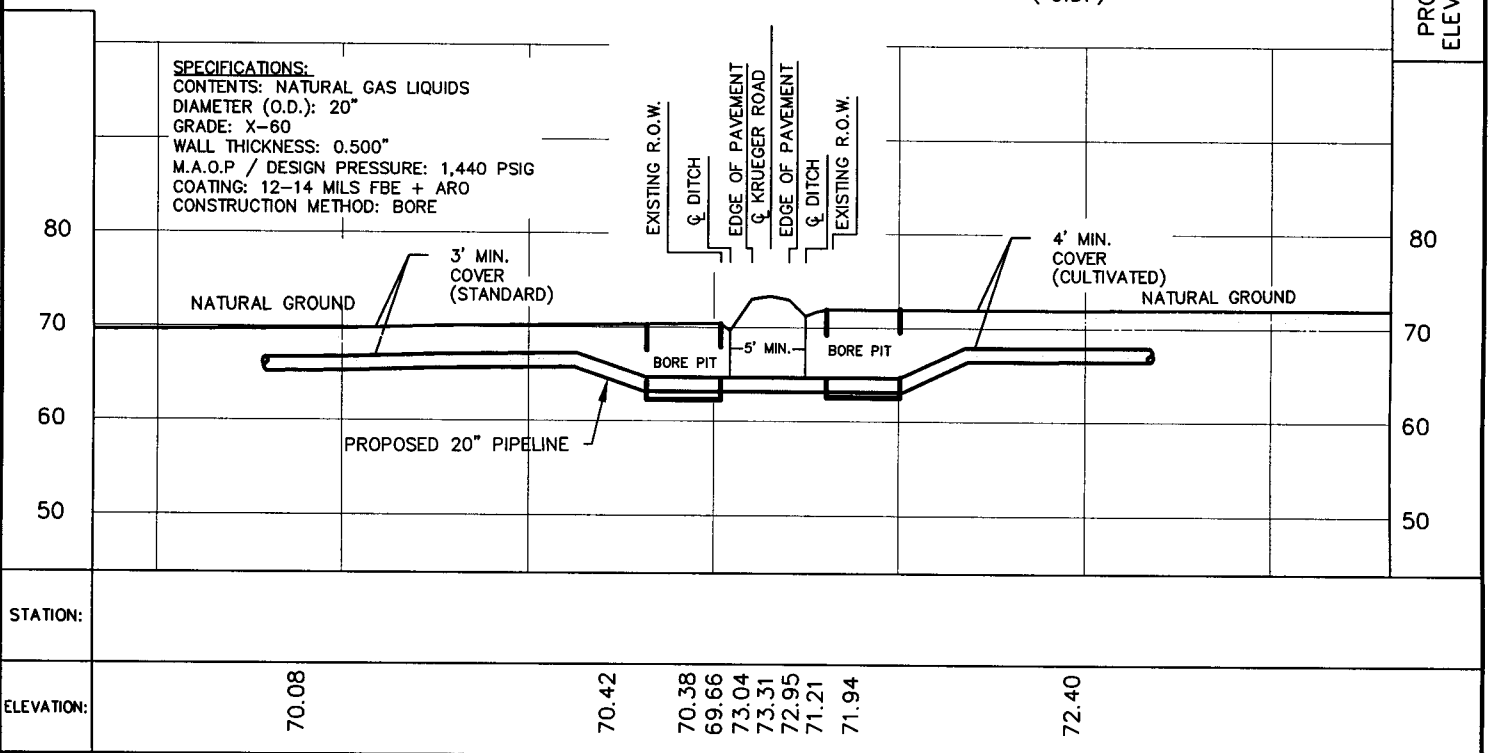 SPECIFICATIONS:
CONTENTS: NATURAL GAS LIQUIDS
DIAMETER (O.D.): 20"
GRADE: X-60
WALL THICKNESS: 0.500"
M.A.O.P / DESIGN PRESSURE: 1,440 PSIG
COATING: 12-14 MILS FBE + ARO
CONSTRUCTION METHOD: BORE
EXISTING R.O.W.
℄ DITCH
EDGE OF PAVEMENT
℄ KRUEGER ROAD
EDGE OF PAVEMENT
℄ DITCH
EXISTING R.O.W.
80
3' MIN.
COVER
(STANDARD)
4' MIN.
COVER
(CULTIVATED)
80
NATURAL GROUND
NATURAL GROUND
70
70
BORE PIT
5' MIN.
BORE PIT
60
60
PROPOSED 20" PIPELINE
50
50
STATION:
ELEVATION:
70.08
70.42
70.38
69.66
73.04
73.31
72.95
71.21
71.94
72.40